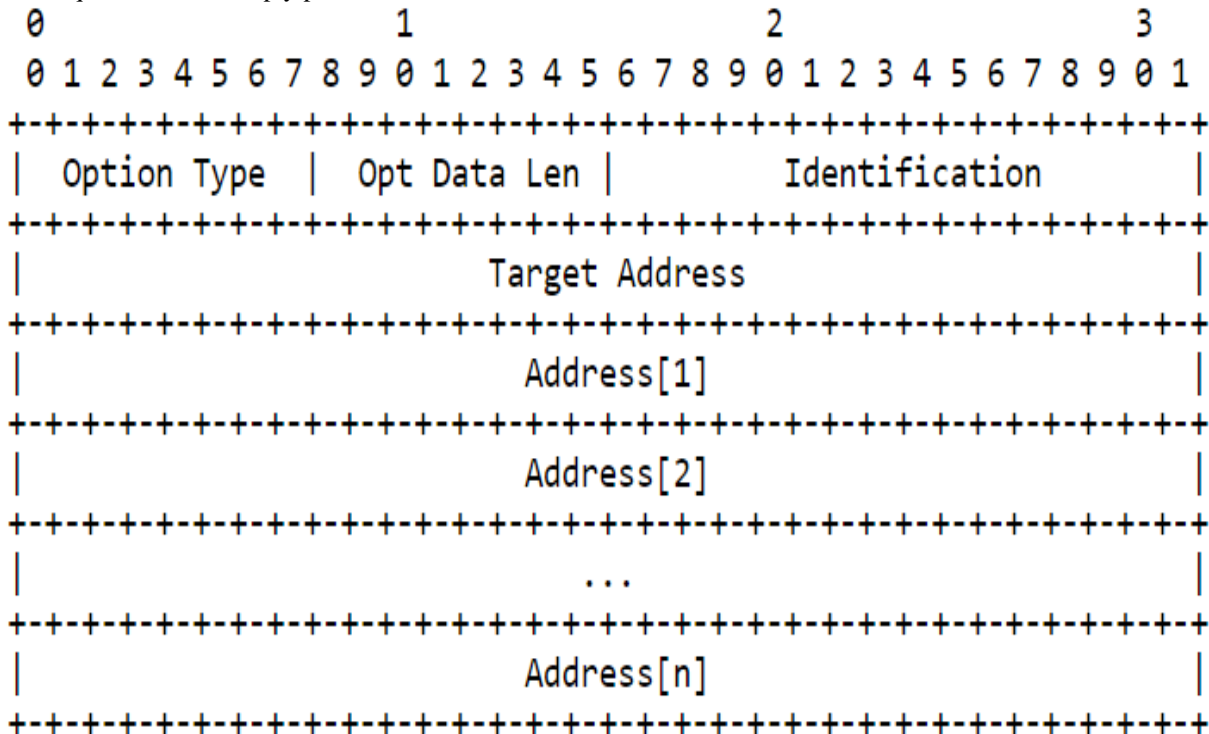 0 1 2 3
0 1 2 3 4 5 6 7 8 9 0 1 2 3 4 5 6 7 8 9 0 1 2 3 4 5 6 7 8 9 0 1
+-+-+-+-+-+-+-+-+-+-+-+-+-+-+-+-+-+-+-+-+-+-+-+-+-+-+-+-+-+-+-+-+
| Option Type | Opt Data Len | Identification |
+-+-+-+-+-+-+-+-+-+-+-+-+-+-+-+-+-+-+-+-+-+-+-+-+-+-+-+-+-+-+-+-+
| Target Address |
+-+-+-+-+-+-+-+-+-+-+-+-+-+-+-+-+-+-+-+-+-+-+-+-+-+-+-+-+-+-+-+-+
| Address[1] |
+-+-+-+-+-+-+-+-+-+-+-+-+-+-+-+-+-+-+-+-+-+-+-+-+-+-+-+-+-+-+-+-+
| Address[2] |
+-+-+-+-+-+-+-+-+-+-+-+-+-+-+-+-+-+-+-+-+-+-+-+-+-+-+-+-+-+-+-+-+
| ... |
+-+-+-+-+-+-+-+-+-+-+-+-+-+-+-+-+-+-+-+-+-+-+-+-+-+-+-+-+-+-+-+-+
| Address[n] |
+-+-+-+-+-+-+-+-+-+-+-+-+-+-+-+-+-+-+-+-+-+-+-+-+-+-+-+-+-+-+-+-+